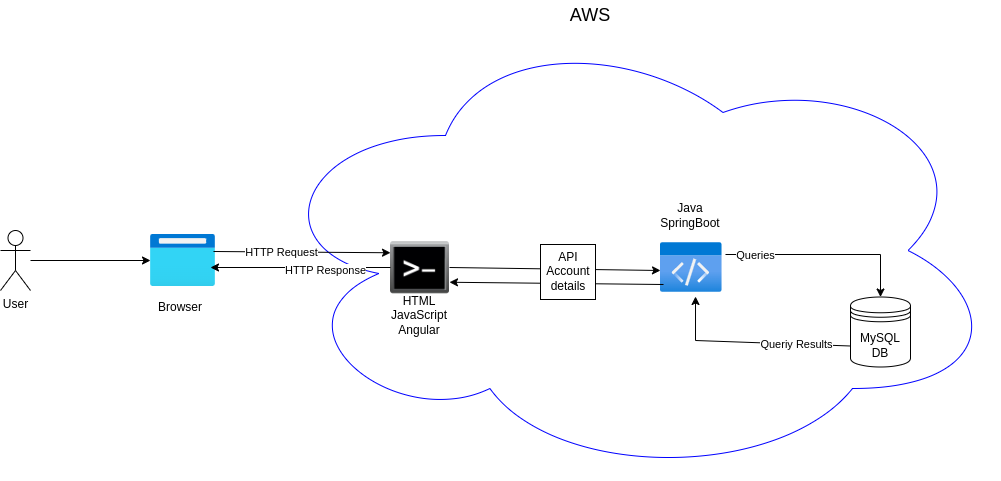 AWS
User
Browser
HTTP Request
HTTP Response
HTML
JavaScript
Angular
API
Account
details
Java
SpringBoot
Queries
Queriy Results
MySQL
DB